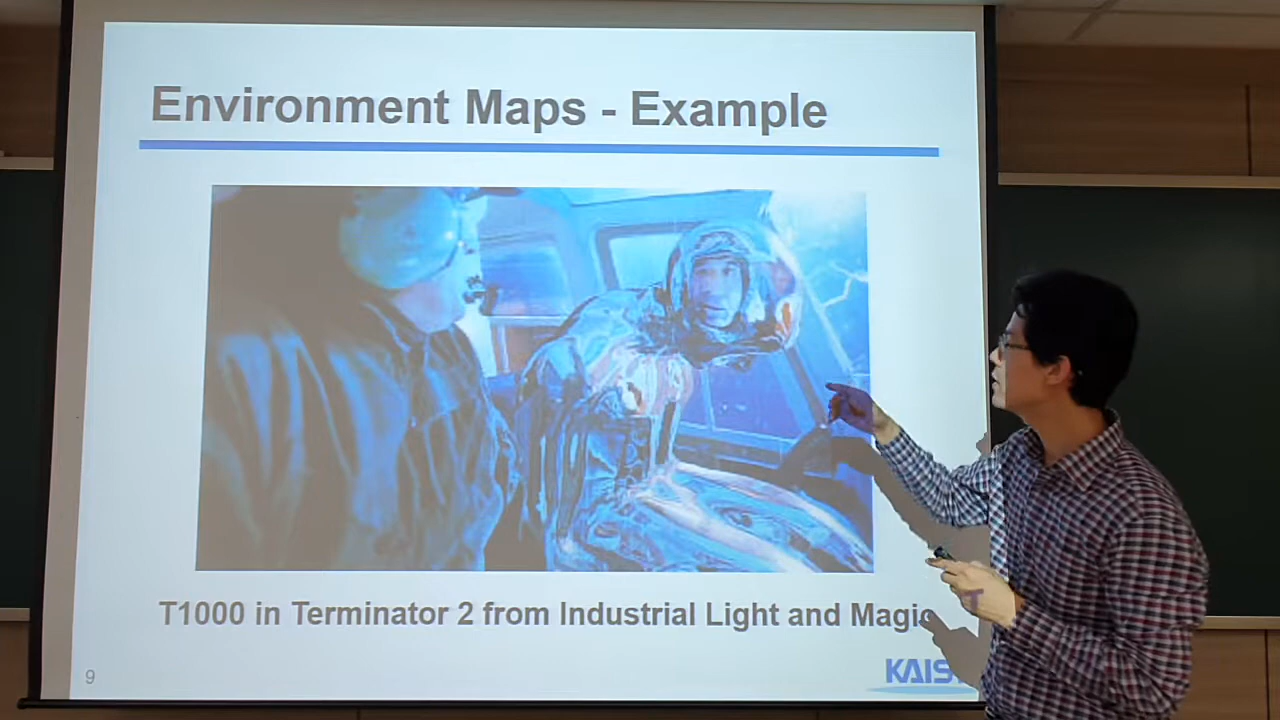 Environment Maps - Example
T1000 in Terminator 2 from Industrial Light and Magic
9
KAIST